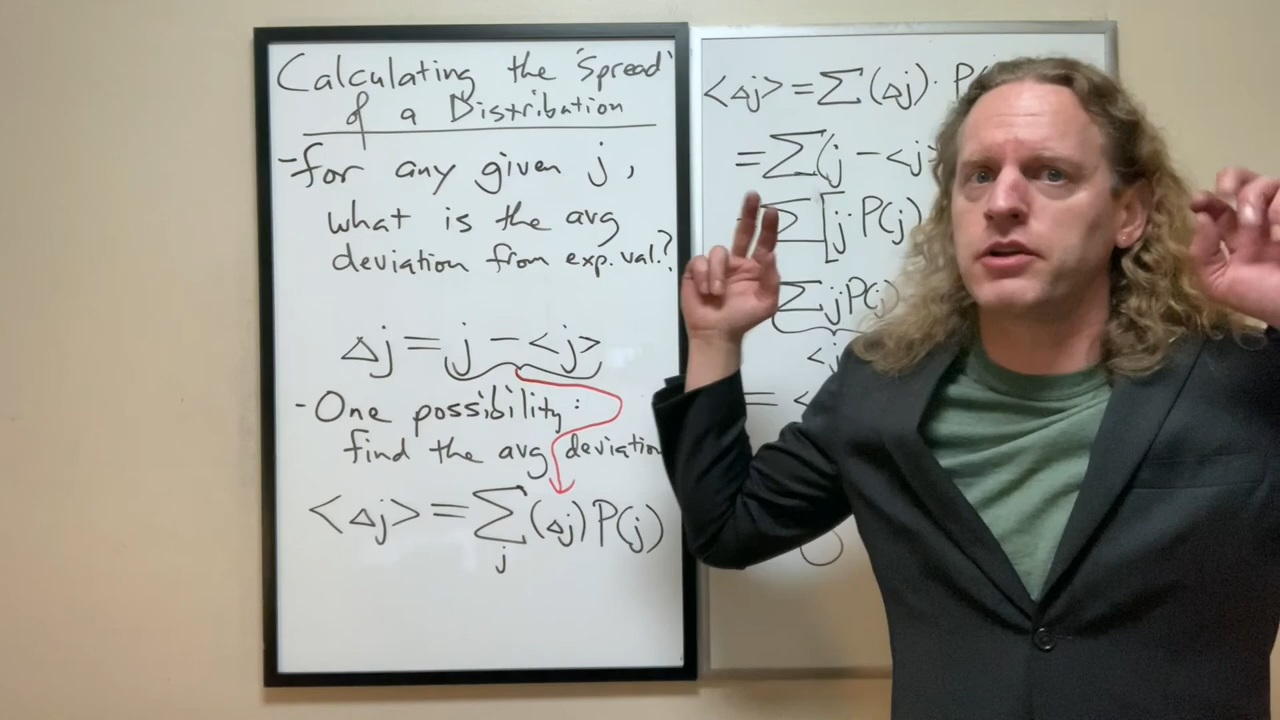 Calculating the 'Spread'
of a Distribution
-for any given j,
what is the avg
deviation from exp. val.?
Δj = j - <j>
- One possibility:
find the avg deviation
<Δj> = Σ (Δj) P(j)
j
<Δj> = Σ (Δj) · P(
= Σ (j - <j>
Σ [j · P(j)
Σ jP(j)
<j
= <